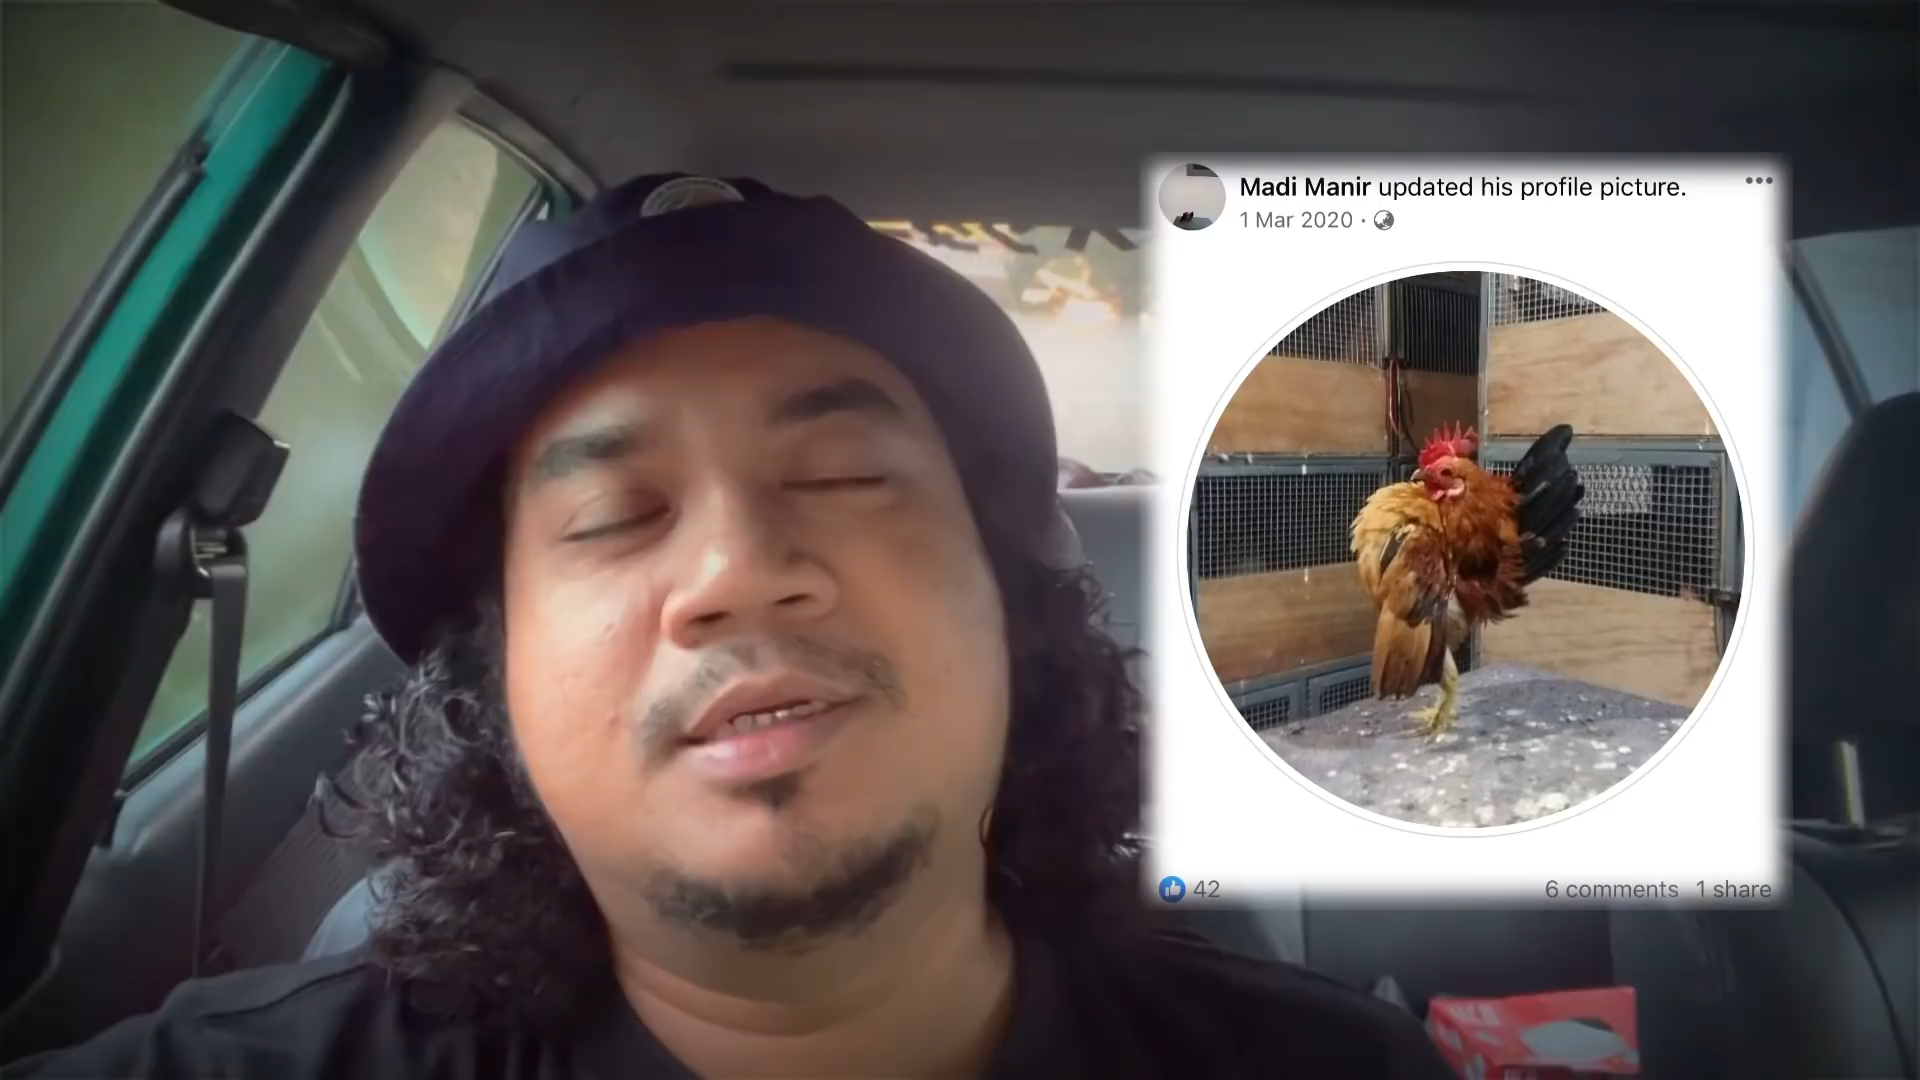 Madi Manir updated his profile picture.
1 Mar 2020 ·
42
6 comments 1 share